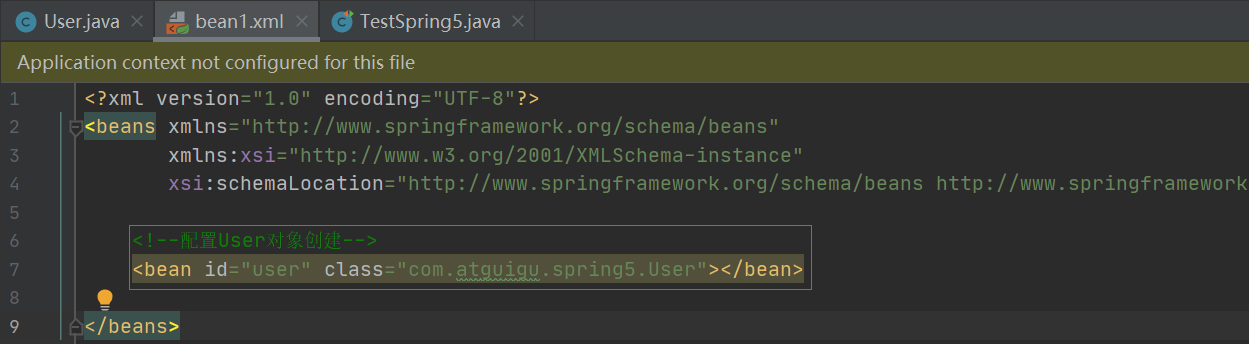 User.java bean1.xml TestSpring5.java
Application context not configured for this file
1 <?xml version="1.0" encoding="UTF-8"?>
2 <beans xmlns="http://www.springframework.org/schema/beans"
3 xmlns:xsi="http://www.w3.org/2001/XMLSchema-instance"
4 xsi:schemaLocation="http://www.springframework.org/schema/beans http://www.springframework
5
6 <!--配置User对象创建-->
7 <bean id="user" class="com.atguigu.spring5.User"></bean>
8
9 </beans>